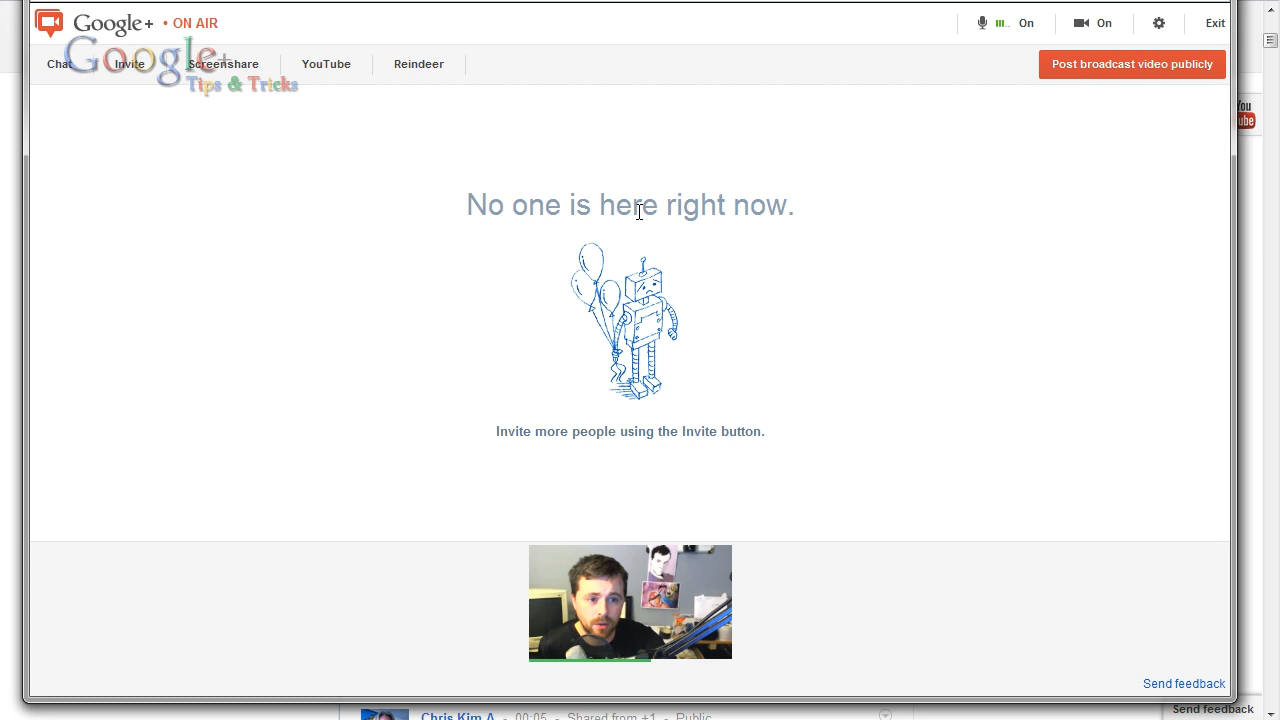 Google+ • ON AIR
On
On
Exit
Google+
Tips & Tricks
Chat
Invite
Screenshare
YouTube
Reindeer
Post broadcast video publicly
You
Tube
No one is here right now.
Invite more people using the Invite button.
Send feedback
Send feedback
Chris Kim A - 00:05 - Shared from +1 - Public